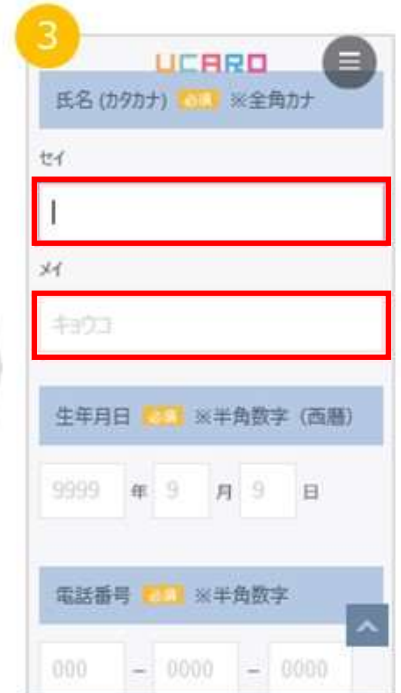 3
UCARO
氏名 (カタカナ) 必須 ※全角カナ
セイ
メイ
キョウコ
生年月日 必須 ※半角数字（西暦）
9999 年 9 月 9 日
電話番号 必須 ※半角数字
000 － 0000 － 0000